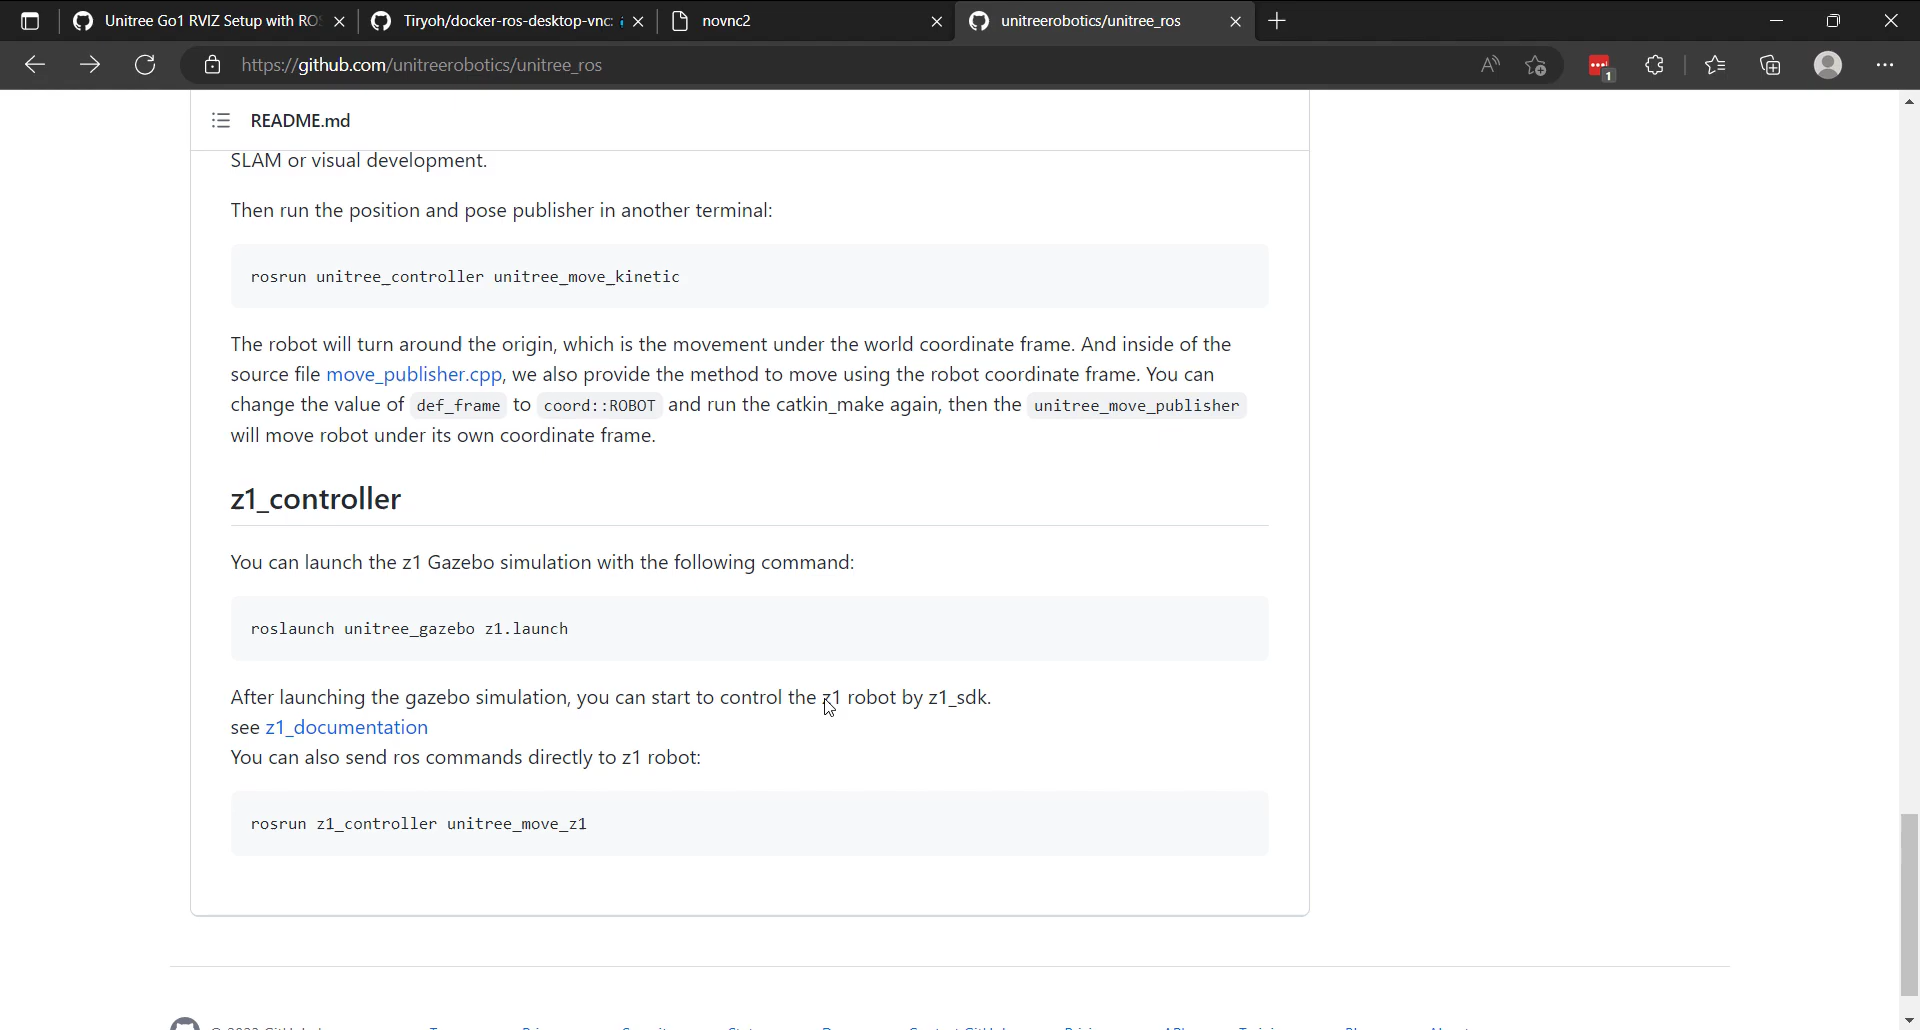 Unitree Go1 RVIZ Setup with RO
Tiryoh/docker-ros-desktop-vnc:
novnc2
unitreerobotics/unitree_ros
https://github.com/unitreerobotics/unitree_ros
1
README.md
SLAM or visual development.
Then run the position and pose publisher in another terminal:
rosrun unitree_controller unitree_move_kinetic
The robot will turn around the origin, which is the movement under the world coordinate frame. And inside of the
source file move_publisher.cpp, we also provide the method to move using the robot coordinate frame. You can
change the value of def_frame to coord::ROBOT and run the catkin_make again, then the unitree_move_publisher
will move robot under its own coordinate frame.
z1_controller
You can launch the z1 Gazebo simulation with the following command:
roslaunch unitree_gazebo z1.launch
After launching the gazebo simulation, you can start to control the z1 robot by z1_sdk.
see z1_documentation
You can also send ros commands directly to z1 robot:
rosrun z1_controller unitree_move_z1